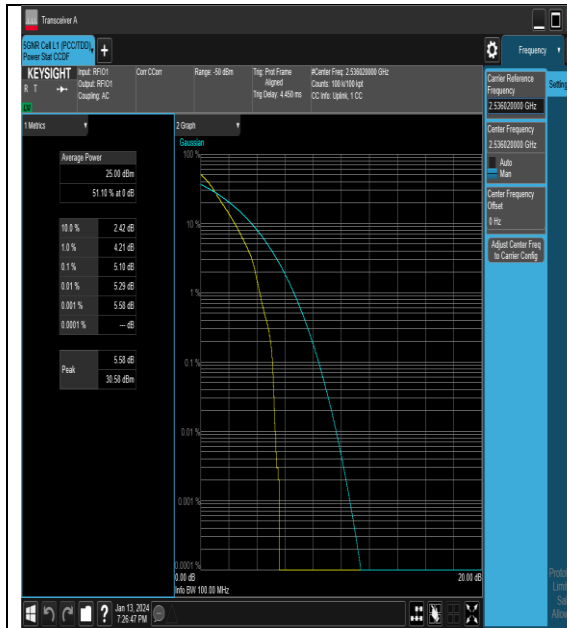 Transceiver A
5GNR Cell L1 (PCC/TDD)
Power Stat CCDF
Frequency
KEYSIGHT
R T
Input: RFIO1
Output: RFIO1
Coupling: AC
Corr CCorr
Range: -50 dBm
Trig: Prot Frame
Aligned
Trig Delay: 4.450 ms
#Center Freq: 2.536020000 GHz
Counts: 100 k/100 kpt
CC Info: Uplink, 1 CC
1 Metrics
Average Power
25.00 dBm
51.10 % at 0 dB
10.0 % 2.42 dB
1.0 % 4.21 dB
0.1 % 5.10 dB
0.01 % 5.29 dB
0.001 % 5.58 dB
0.0001 % --- dB
Peak
5.58 dB
30.58 dBm
2 Graph
Gaussian
100 %
10 %
1 %
0.1 %
0.01 %
0.001 %
0.0001 %
0.00 dB
20.00 dB
Info BW 100.00 MHz
Carrier Reference
Frequency
2.536020000 GHz
Center Frequency
2.536020000 GHz
Auto
Man
Center Frequency
Offset
0 Hz
Adjust Center Freq
to Carrier Config
Setting
Jan 13, 2024
7:26:47 PM